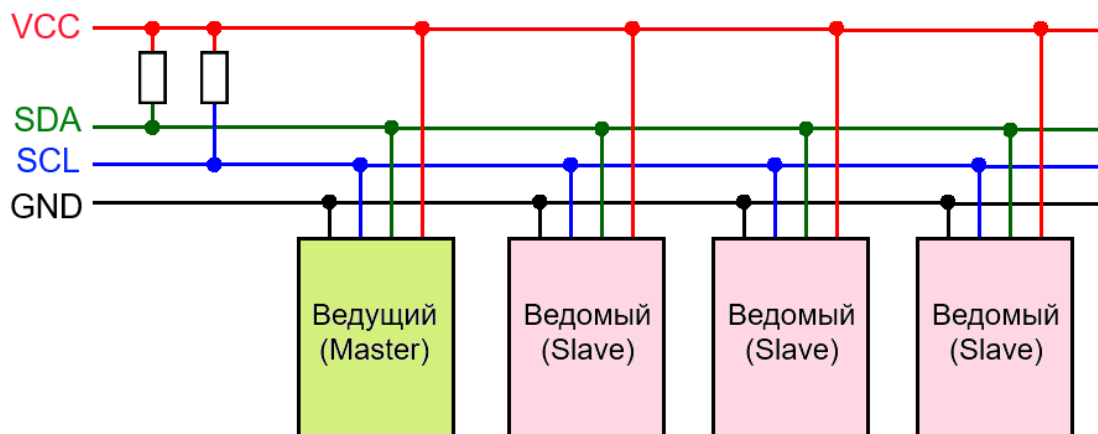 VCC
SDA
SCL
GND
Ведущий
(Master)
Ведомый
(Slave)
Ведомый
(Slave)
Ведомый
(Slave)